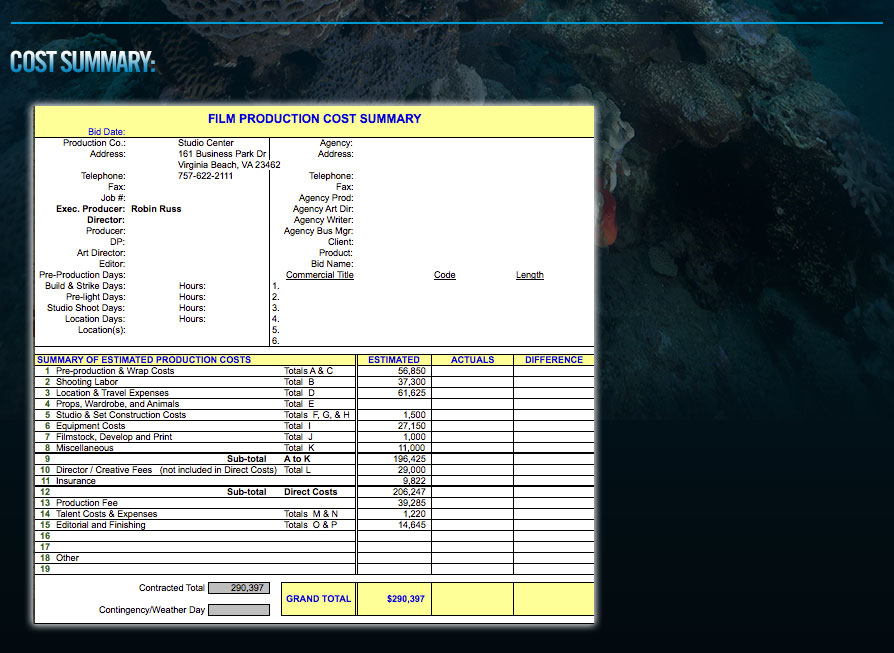 COST SUMMARY:
FILM PRODUCTION COST SUMMARY
Bid Date:
Production Co.: Studio Center Agency:
Address: 161 Business Park Dr Address:
Virginia Beach, VA 23462
Telephone: 757-622-2111 Telephone:
Fax: Fax:
Job #: Agency Prod:
Exec. Producer: Robin Russ Agency Art Dir:
Director: Agency Writer:
Producer: Agency Bus Mgr:
DP: Client:
Art Director: Product:
Editor: Bid Name:
Pre-Production Days: Commercial Title Code Length
Build & Strike Days: Hours: 1.
Pre-light Days: Hours: 2.
Studio Shoot Days: Hours: 3.
Location Days: Hours: 4.
Location(s): 5.
6.
SUMMARY OF ESTIMATED PRODUCTION COSTS ESTIMATED ACTUALS DIFFERENCE
1 Pre-production & Wrap Costs Totals A & C 56,850
2 Shooting Labor Total B 37,300
3 Location & Travel Expenses Total D 61,625
4 Props, Wardrobe, and Animals Total E
5 Studio & Set Construction Costs Totals F, G, & H 1,500
6 Equipment Costs Total I 27,150
7 Filmstock, Develop and Print Total J 1,000
8 Miscellaneous Total K 11,000
9 Sub-total A to K 196,425
10 Director / Creative Fees (not included in Direct Costs) Total L 29,000
11 Insurance 9,822
12 Sub-total Direct Costs 206,247
13 Production Fee 39,285
14 Talent Costs & Expenses Totals M & N 1,220
15 Editorial and Finishing Totals O & P 14,645
16
17
18 Other
19
Contracted Total 290,397
GRAND TOTAL $290,397
Contingency/Weather Day